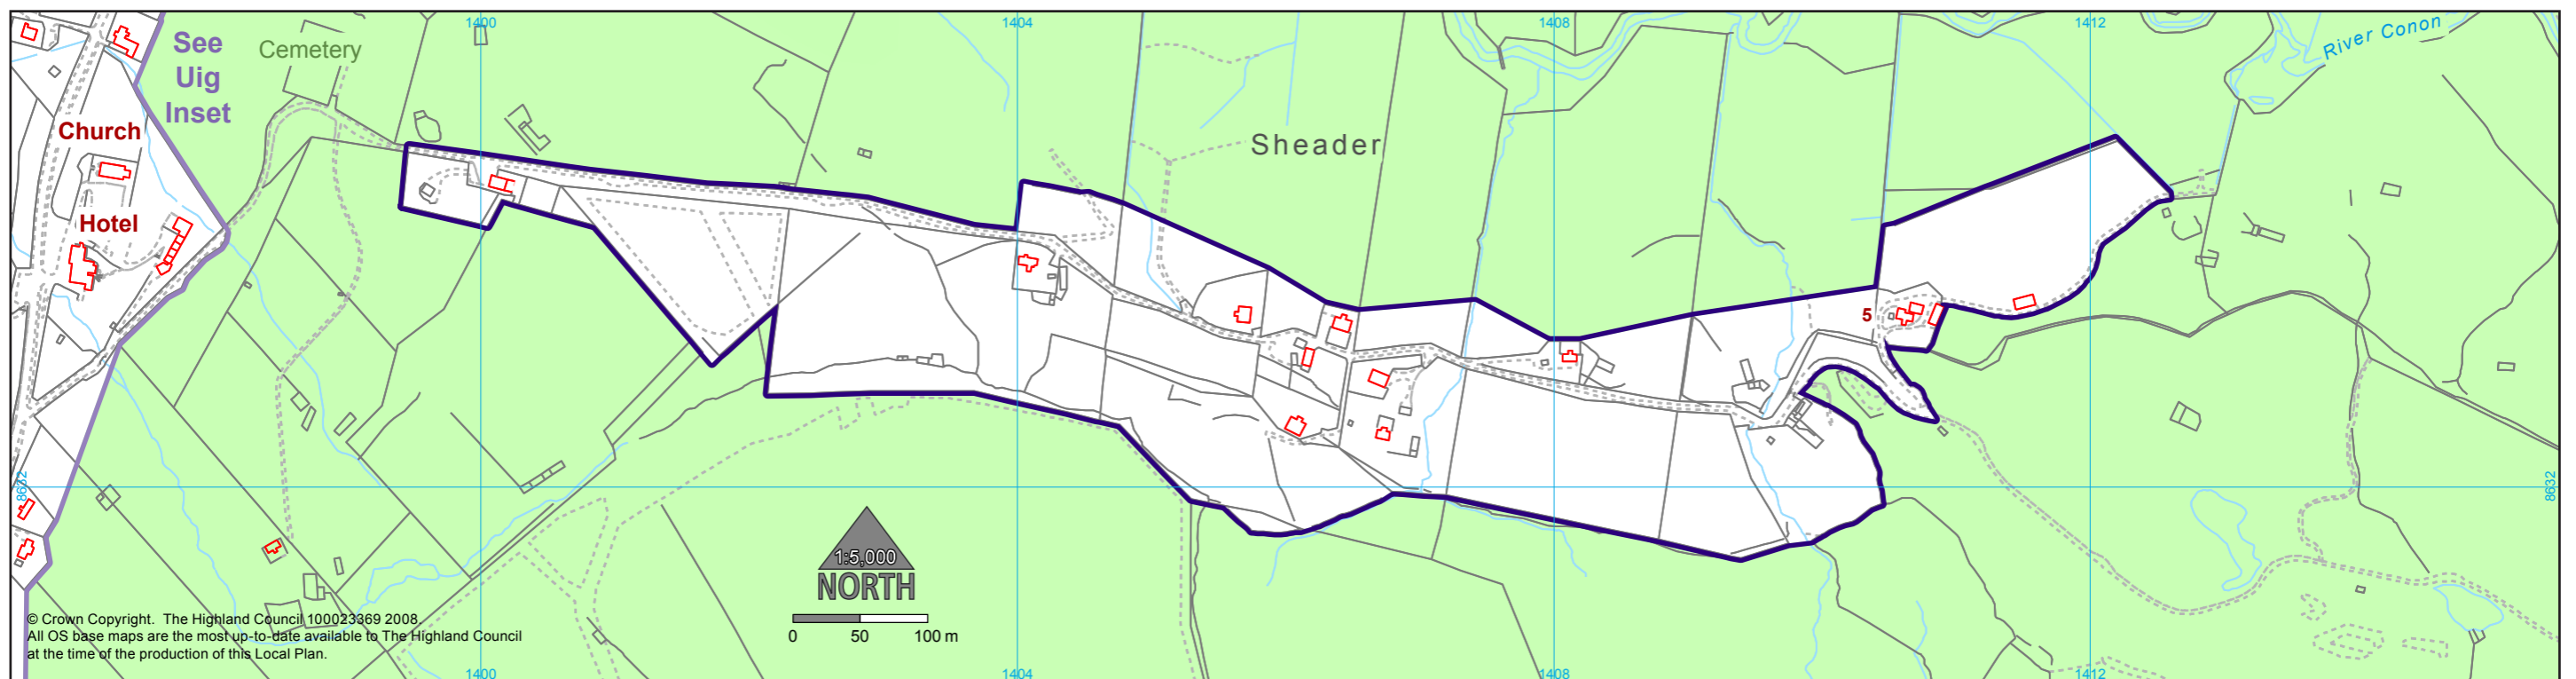 1400
1404
1408
1412
See
Uig
Inset
Cemetery
River Conon
Church
Sheader
Hotel
5
8632
8632
1:5,000
NORTH
0 50 100 m
© Crown Copyright. The Highland Council 100023369 2008.
All OS base maps are the most up-to-date available to The Highland Council
at the time of the production of this Local Plan.
1400
1404
1408
1412